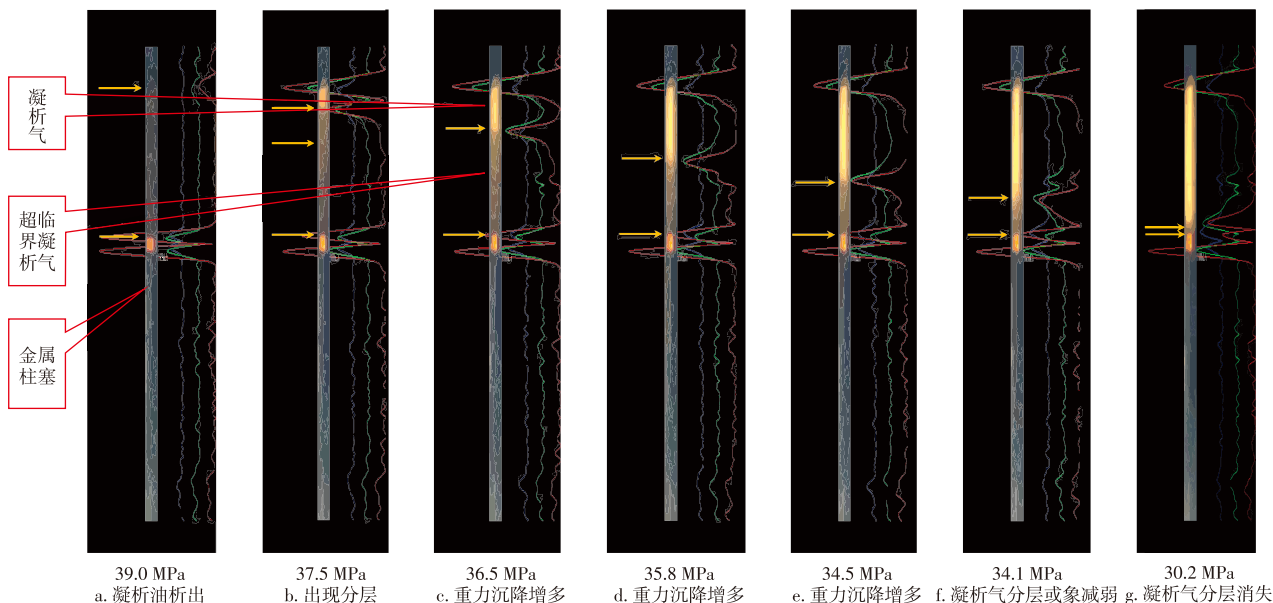 凝
析
气
超临
界凝
析气
金属
柱塞
39.0 MPa
a. 凝析油析出
37.5 MPa
b. 出现分层
36.5 MPa
c. 重力沉降增多
35.8 MPa
d. 重力沉降增多
34.5 MPa
e. 重力沉降增多
34.1 MPa
f. 凝析气分层或象减弱
30.2 MPa
g. 凝析气分层消失